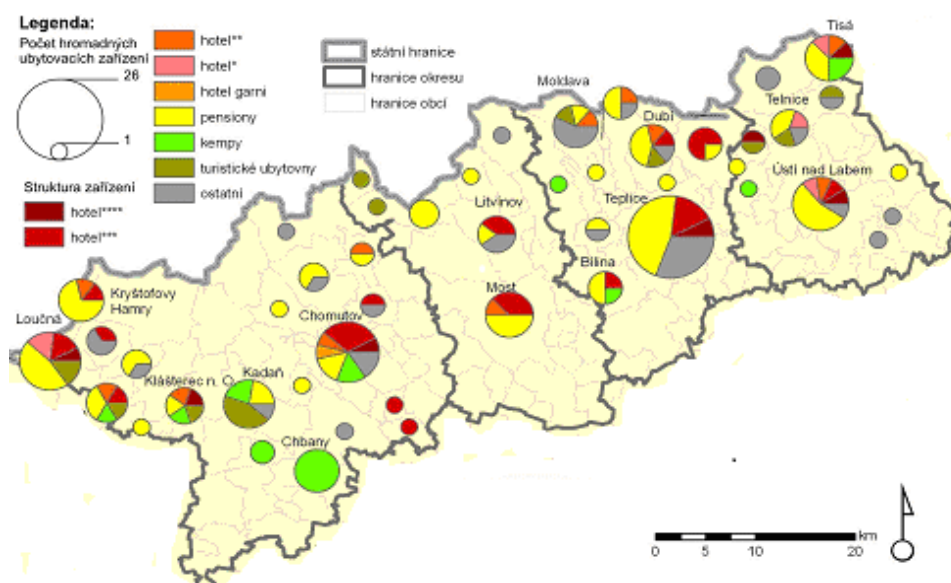 Legenda:
Počet hromadných
ubytovacích zařízení
26
1
Struktura zařízení
hotel****
hotel***
hotel**
hotel*
hotel garni
pensiony
kempy
turistické ubytovny
ostatní
státní hranice
hranice okresu
hranice obcí
Tisá
Moldava
Telnice
Dubí
Ústí nad Labem
Litvínov
Teplice
Bílina
Most
Kryštofovy
Hamry
Loučná
Chomutov
Klášterec n. O.
Kadaň
Chbany
km
0 5 10 20